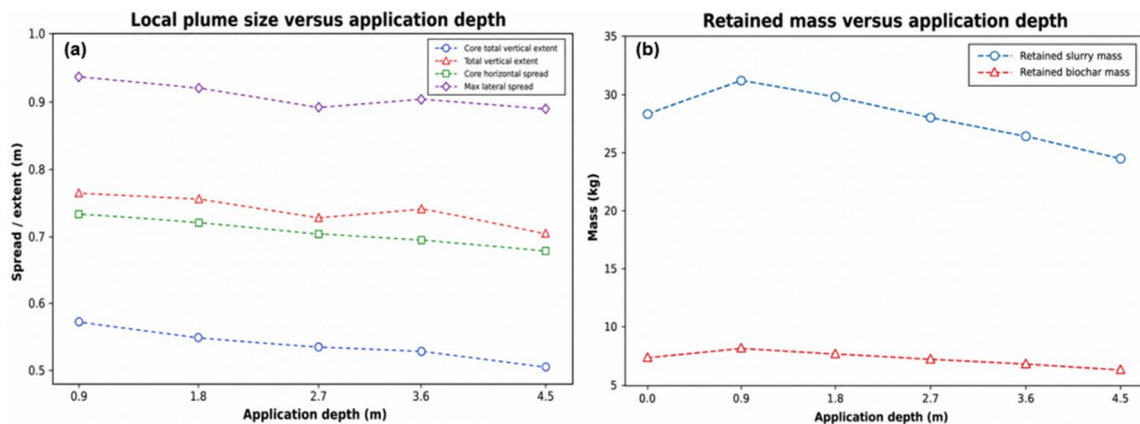 Local plume size versus application depth
(a)
Core total vertical extent
Total vertical extent
Core horizontal spread
Max lateral spread
1.0
0.9
0.8
0.7
0.6
0.5
Spread / extent (m)
0.9 1.8 2.7 3.6 4.5
Application depth (m)
Retained mass versus application depth
(b)
Retained slurry mass
Retained biochar mass
35
30
25
20
15
10
5
Mass (kg)
0.0 0.9 1.8 2.7 3.6 4.5
Application depth (m)